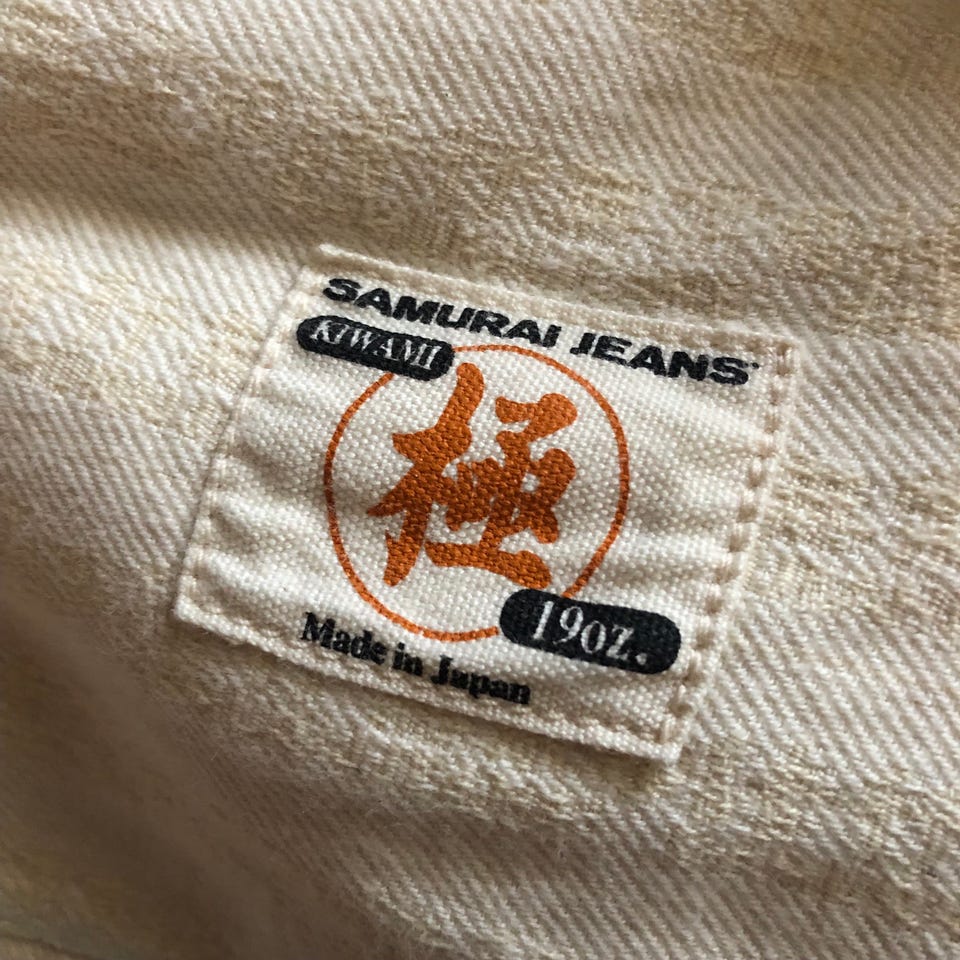 SAMURAI JEANS
KIWAMI
極
19oz.
Made in Japan